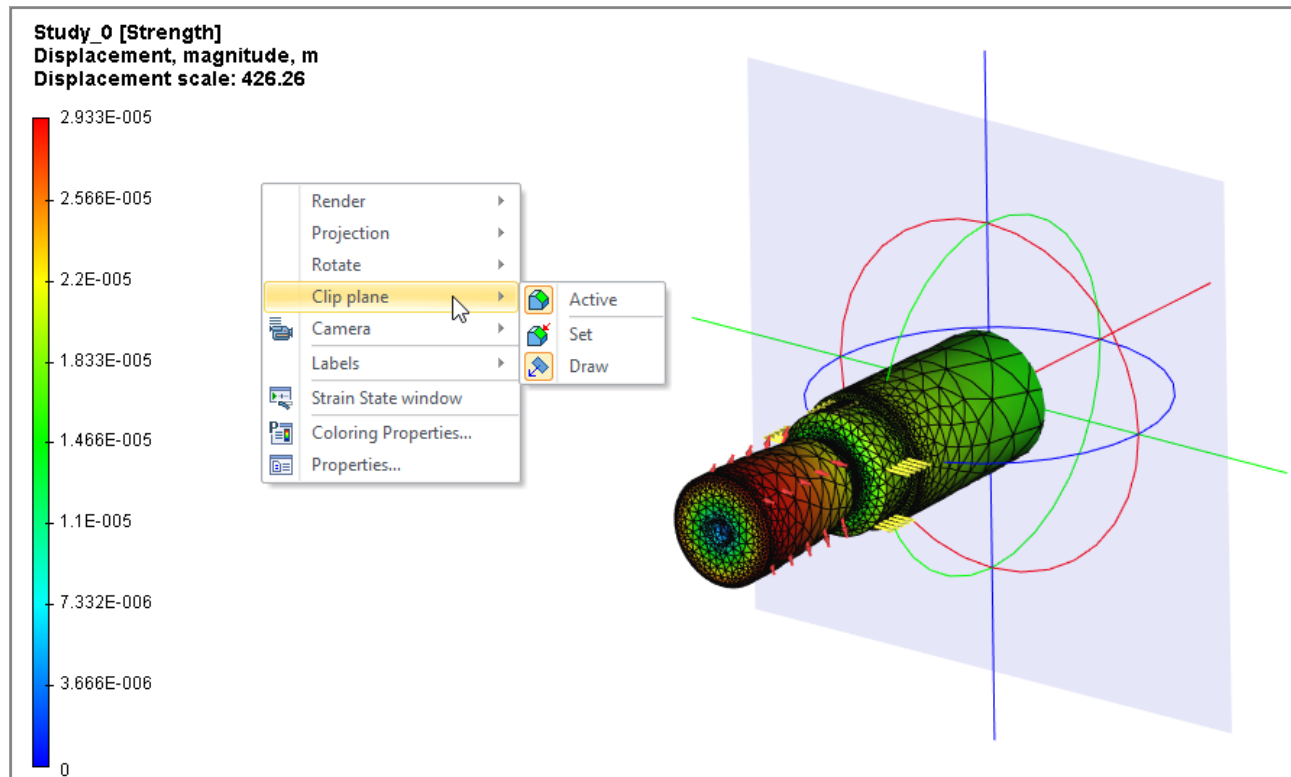 Study_0 [Strength]
Displacement, magnitude, m
Displacement scale: 426.26
2.933E-005
2.566E-005
2.2E-005
1.833E-005
1.466E-005
1.1E-005
7.332E-006
3.666E-006
0
Render
Projection
Rotate
Clip plane
Camera
Labels
Strain State window
Coloring Properties...
Properties...
Active
Set
Draw